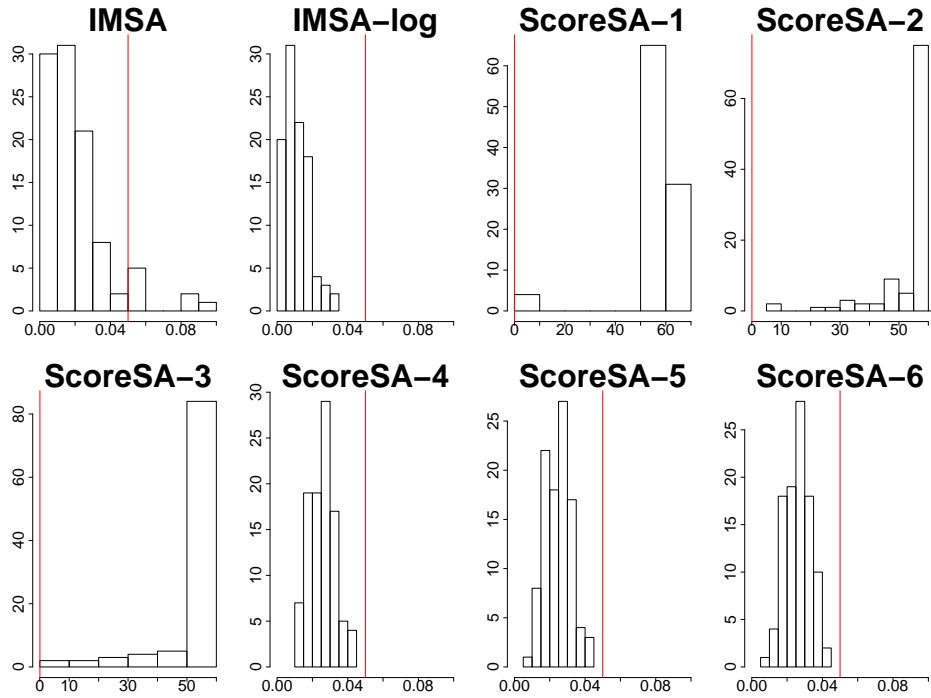 IMSA IMSA−log ScoreSA−1 ScoreSA−2
0 5 10 15 20 25 30
0.00 0.04 0.08
0 5 10 15 20 25 30
0.00 0.04 0.08
0 10 20 30 40 50 60
0 20 40 60
0 20 40 60
0 10 30 50
ScoreSA−3 ScoreSA−4 ScoreSA−5 ScoreSA−6
0 20 40 60 80
0 10 30 50
0 5 10 15 20 25 30
0.00 0.04 0.08
0 5 10 15 20 25
0.00 0.04 0.08
0 5 10 15 20 25
0.00 0.04 0.08